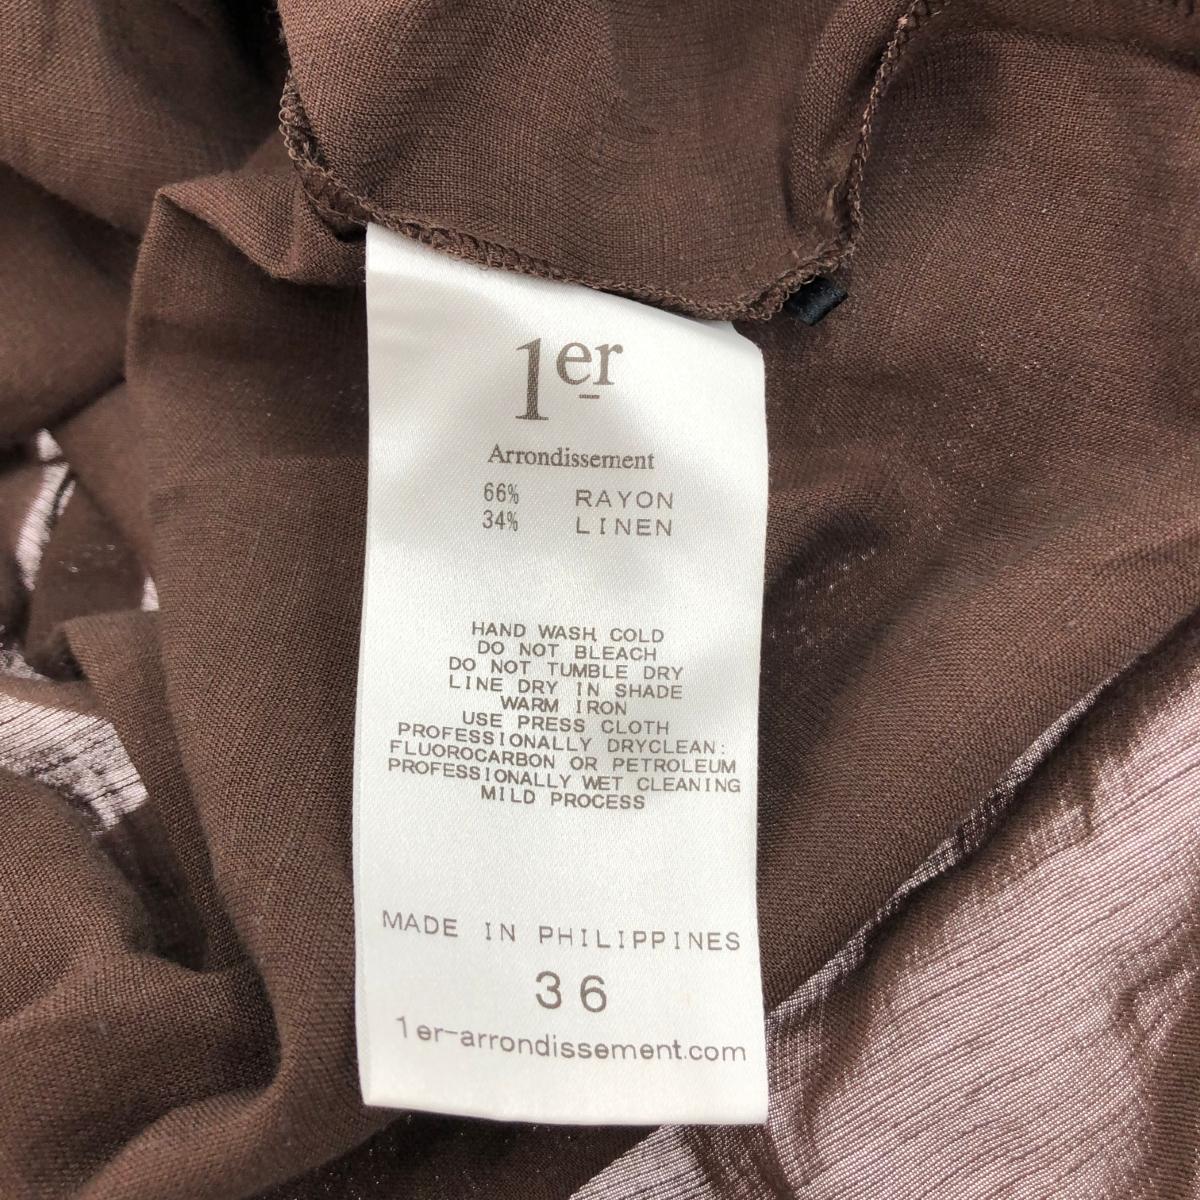 1er
Arrondissement
66% RAYON
34% LINEN
HAND WASH COLD
DO NOT BLEACH
DO NOT TUMBLE DRY
LINE DRY IN SHADE
WARM IRON
USE PRESS CLOTH
PROFESSIONALLY DRYCLEAN:
FLUOROCARBON OR PETROLEUM
PROFESSIONALLY WET CLEANING
MILD PROCESS
MADE IN PHILIPPINES
36
1er-arrondissement.com